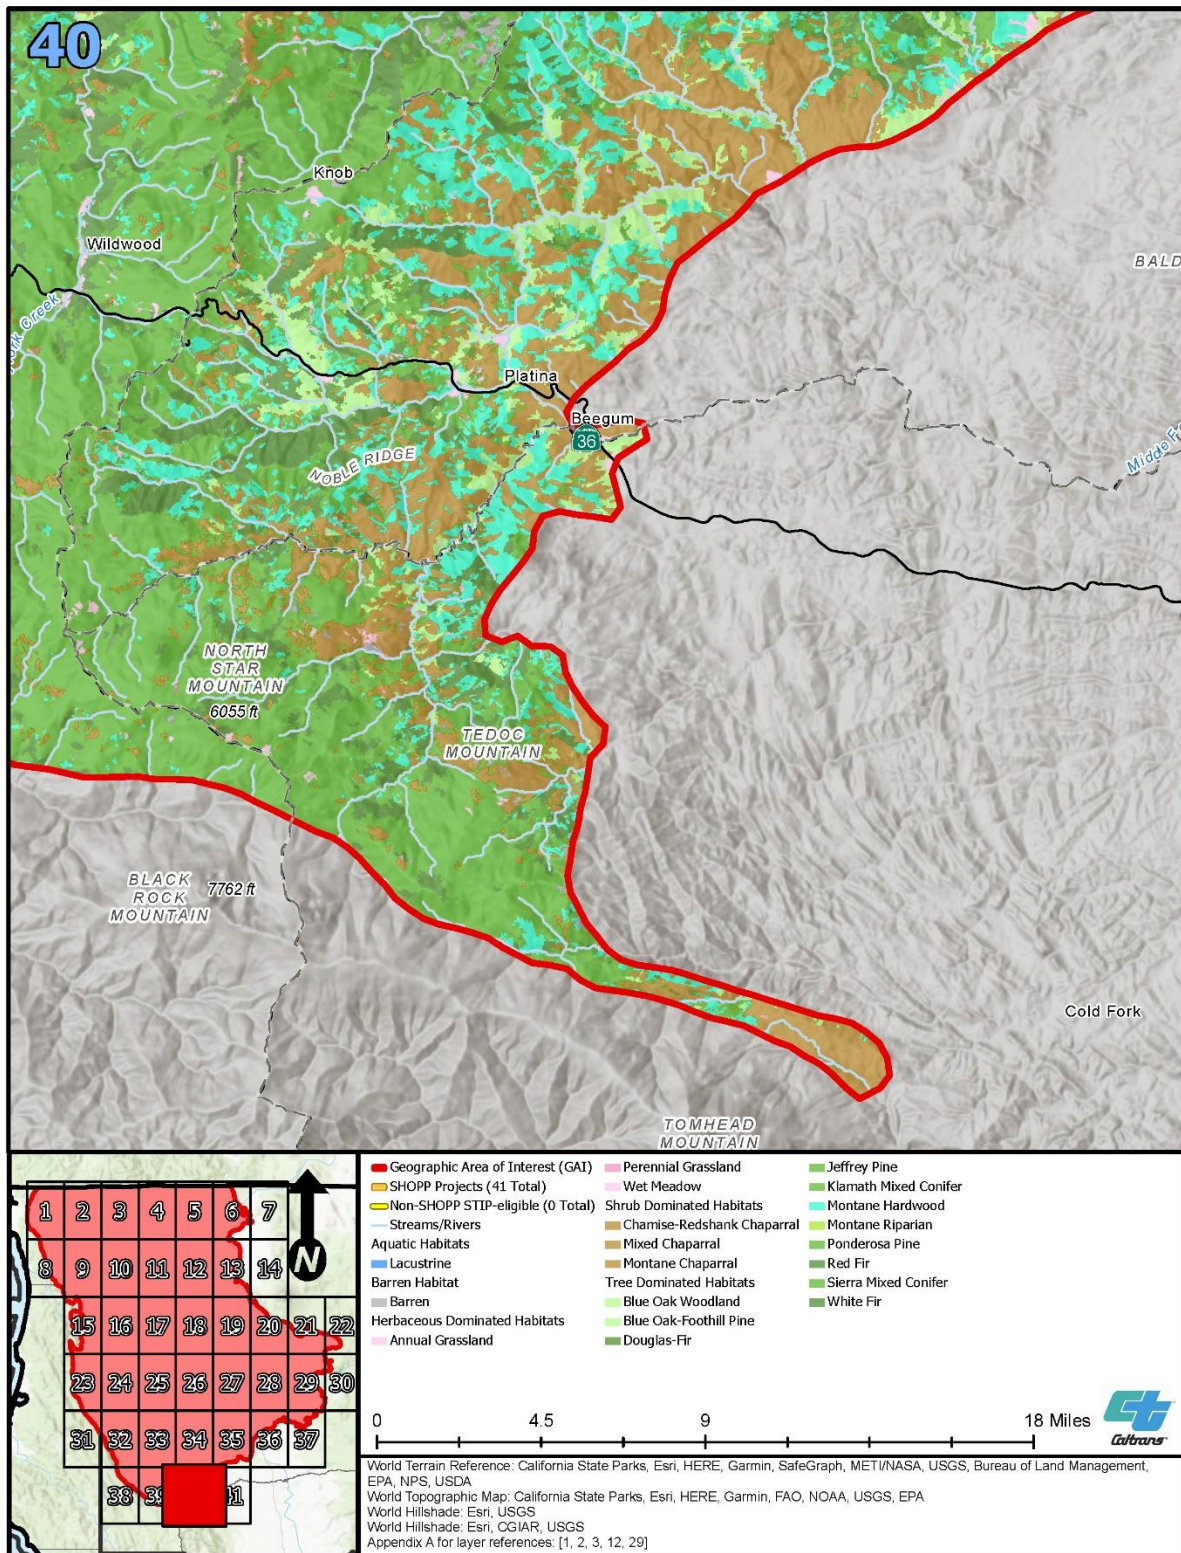 40
Knob
Wildwood
BALD
ork Creek
Platina
Beegum
36
Middle Fo
NOBLE RIDGE
NORTH
STAR
MOUNTAIN
6055 ft
TEDOC
MOUNTAIN
BLACK
ROCK
MOUNTAIN
7762 ft
Cold Fork
TOMHEAD
MOUNTAIN
1 2 3 4 5 6 7
8 9 10 11 12 13 14
15 16 17 18 19 20 21 22
23 24 25 26 27 28 29 30
31 32 33 34 35 36 37
38 39 41
N
Geographic Area of Interest (GAI)
SHOPP Projects (41 Total)
Non-SHOPP STIP-eligible (0 Total)
Streams/Rivers
Aquatic Habitats
Lacustrine
Barren Habitat
Barren
Herbaceous Dominated Habitats
Annual Grassland
Perennial Grassland
Wet Meadow
Shrub Dominated Habitats
Chamise-Redshank Chaparral
Mixed Chaparral
Montane Chaparral
Tree Dominated Habitats
Blue Oak Woodland
Blue Oak-Foothill Pine
Douglas-Fir
Jeffrey Pine
Klamath Mixed Conifer
Montane Hardwood
Montane Riparian
Ponderosa Pine
Red Fir
Sierra Mixed Conifer
White Fir
0 4.5 9 18 Miles
Caltrans
World Terrain Reference: California State Parks, Esri, HERE, Garmin, SafeGraph, METI/NASA, USGS, Bureau of Land Management,
EPA, NPS, USDA
World Topographic Map: California State Parks, Esri, HERE, Garmin, FAO, NOAA, USGS, EPA
World Hillshade: Esri, USGS
World Hillshade: Esri, CGIAR, USGS
Appendix A for layer references: [1, 2, 3, 12, 29]